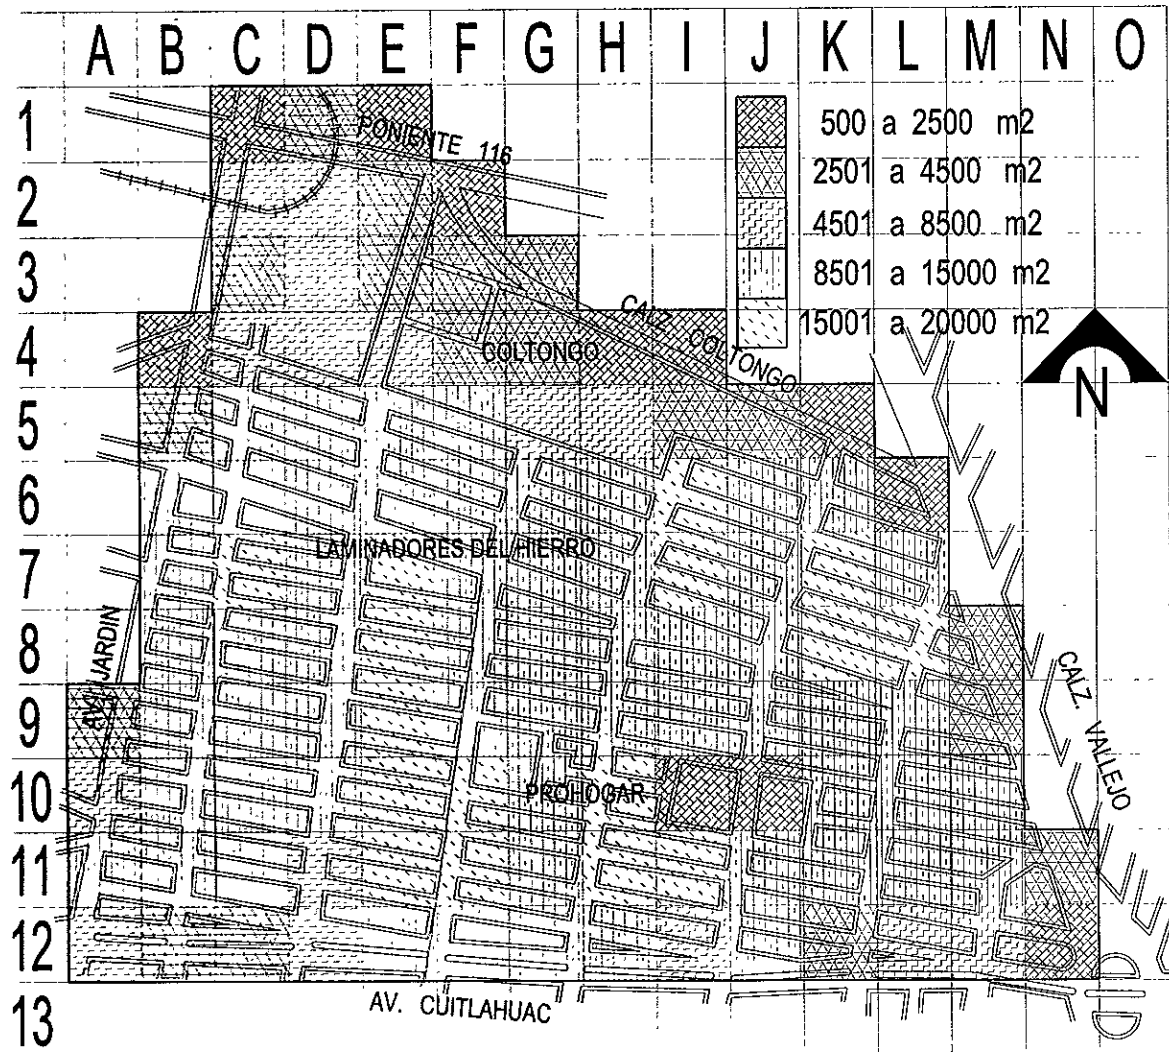 A B C D E F G H I J K L M N O
1
2
3
4
5
6
7
8
9
10
11
12
13
500 a 2500 m2
2501 a 4500 m2
4501 a 8500 m2
8501 a 15000 m2
15001 a 20000 m2
PONIENTE 116
CALZ. COLTONGO
COLTONGO
N
LAMINADORES DEL HIERRO
AV. JARDIN
CALZ. VALLEJO
PROHOGAR
AV. CUITLAHUAC